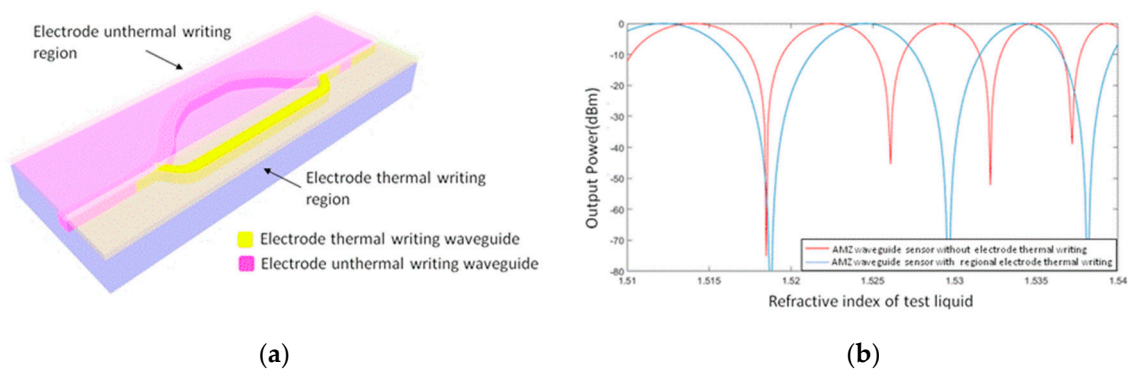 Electrode unthermal writing
region
Electrode thermal writing
region
Electrode thermal writing waveguide
Electrode unthermal writing waveguide
(a)
Output Power(dBm)
0
-10
-20
-30
-40
-50
-60
-70
-80
AMZ waveguide sensor without electrode thermal writing
AMZ waveguide sensor with regional electrode thermal writing
1.51
1.515
1.52
1.525
1.53
1.535
1.54
Refractive index of test liquid
(b)